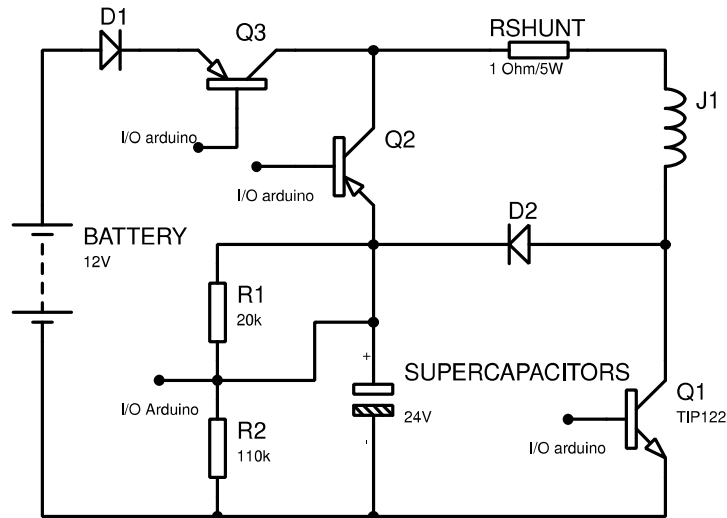 D1
Q3
RSHUNT
1 Ohm/5W
J1
I/O arduino
Q2
I/O arduino
BATTERY
12V
D2
R1
20k
+
SUPERCAPACITORS
24V
-
I/O Arduino
R2
110k
Q1
TIP122
I/O arduino